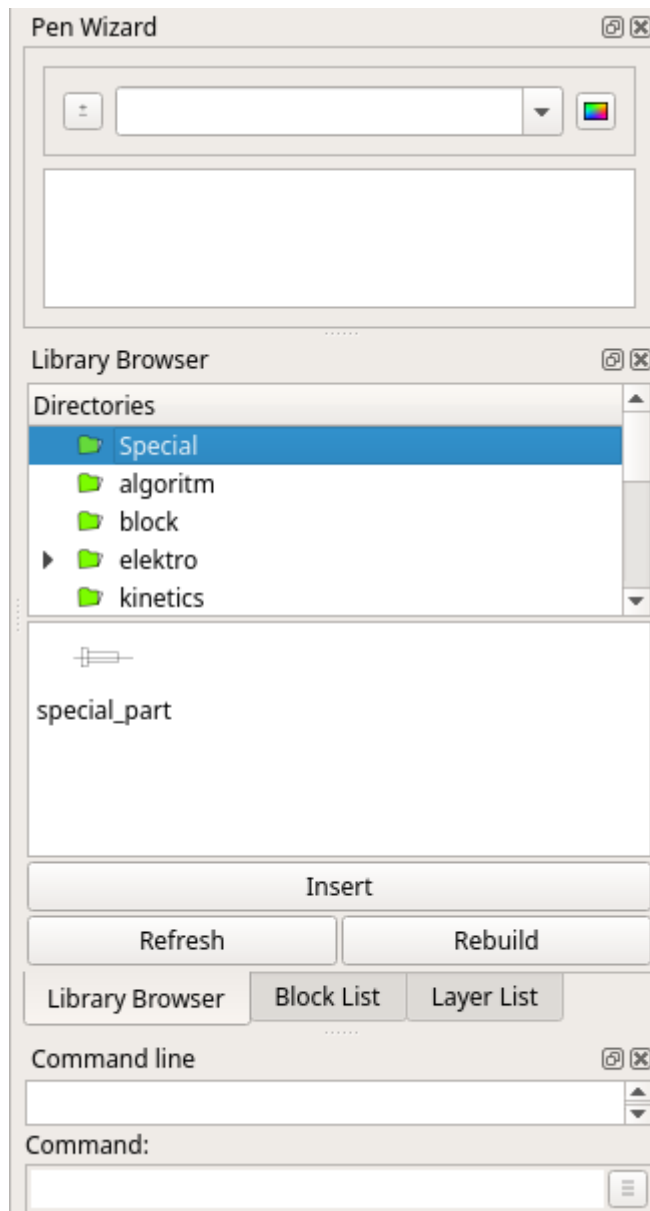 Pen Wizard
Library Browser
Directories
Special
algoritm
block
elektro
kinetics
special_part
Insert
Refresh Rebuild
Library Browser Block List Layer List
Command line
Command: